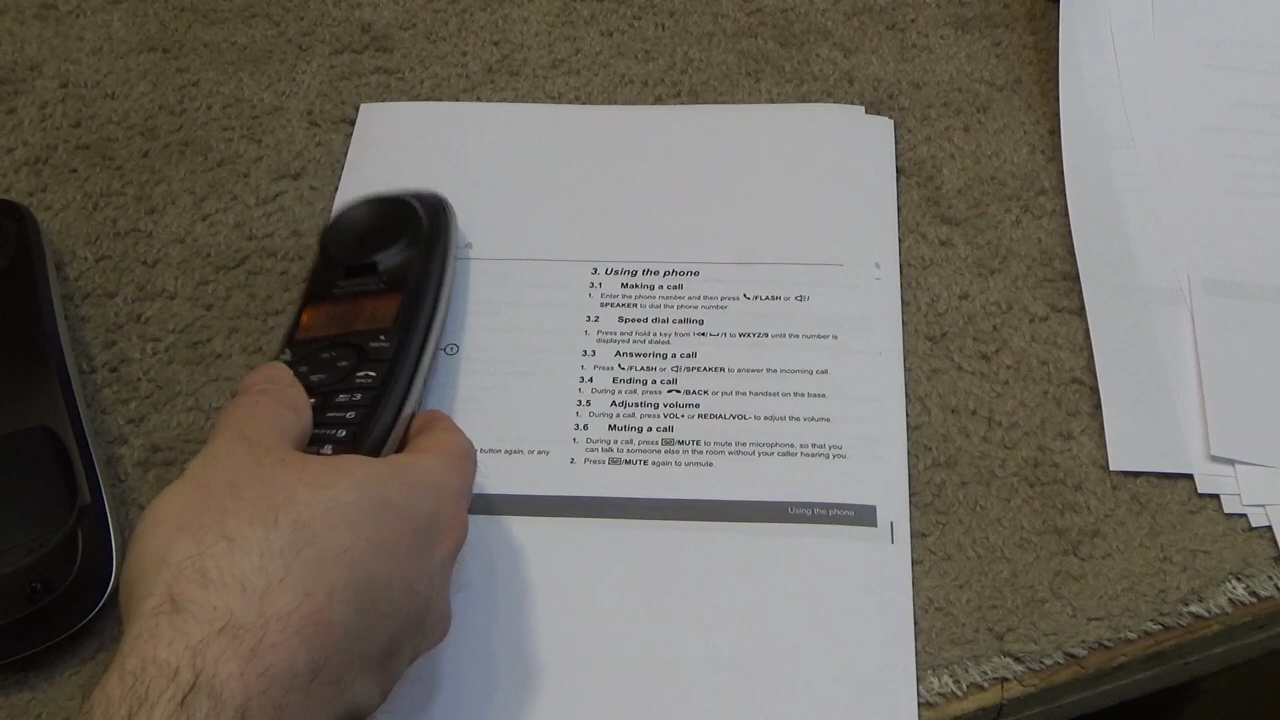 3. Using the phone
3.1 Making a call
1. Enter the phone number and then press /FLASH or /
SPEAKER to dial the phone number.
3.2 Speed dial calling
1. Press and hold a key from /1 to WXYZ/9 until the number is
displayed and dialed.
3.3 Answering a call
1. Press /FLASH or /SPEAKER to answer the incoming call.
3.4 Ending a call
1. During a call, press /BACK or put the handset on the base.
3.5 Adjusting volume
1. During a call, press VOL+ or REDIAL/VOL- to adjust the volume.
3.6 Muting a call
1. During a call, press /MUTE to mute the microphone, so that you
can talk to someone else in the room without your caller hearing you.
2. Press /MUTE again to unmute.
button again, or any
Using the phone
1
MENU
BACK
3
6
9